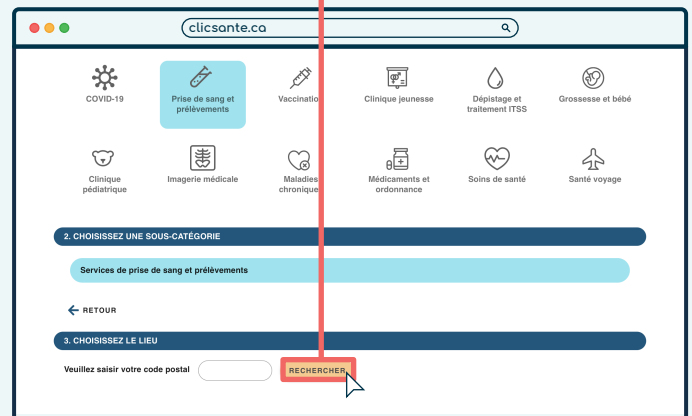 clicsante.ca
COVID-19
Prise de sang et
prélèvements
Vaccination
Clinique jeunesse
Dépistage et
traitement ITSS
Grossesse et bébé
Clinique
pédiatrique
Imagerie médicale
Maladies
chroniques
Médicaments et
ordonnance
Soins de santé
Santé voyage
2. CHOISISSEZ UNE SOUS-CATÉGORIE
Services de prise de sang et prélèvements
RETOUR
3. CHOISISSEZ LE LIEU
Veuillez saisir votre code postal
RECHERCHER